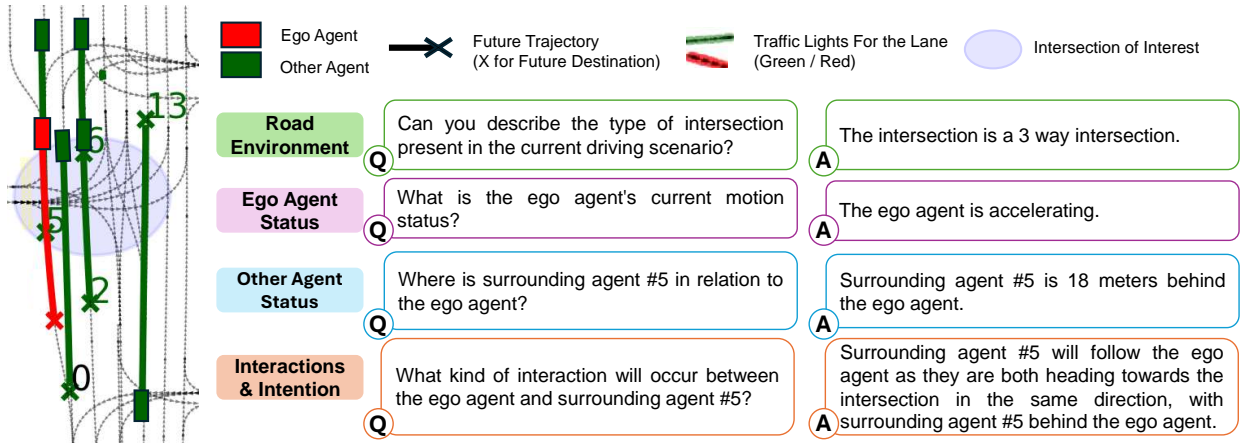 13
6
5
2
0
Ego Agent
Other Agent
Future Trajectory
(X for Future Destination)
Traffic Lights For the Lane
(Green / Red)
Intersection of Interest
Road
Environment
Q
Can you describe the type of intersection
present in the current driving scenario?
A
The intersection is a 3 way intersection.
Ego Agent
Status
Q
What is the ego agent's current motion
status?
A
The ego agent is accelerating.
Other Agent
Status
Q
Where is surrounding agent #5 in relation to
the ego agent?
A
Surrounding agent #5 is 18 meters behind
the ego agent.
Interactions
& Intention
Q
What kind of interaction will occur between
the ego agent and surrounding agent #5?
A
Surrounding agent #5 will follow the ego
agent as they are both heading towards the
intersection in the same direction, with
surrounding agent #5 behind the ego agent.